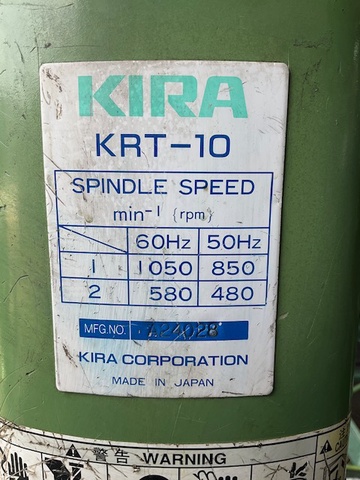 KIRA
KRT-10
SPINDLE SPEED
min-1 (rpm)
60Hz 50Hz
1 1050 850
2 580 480
MFG.NO.
KIRA CORPORATION
MADE IN JAPAN
警告 WARNING